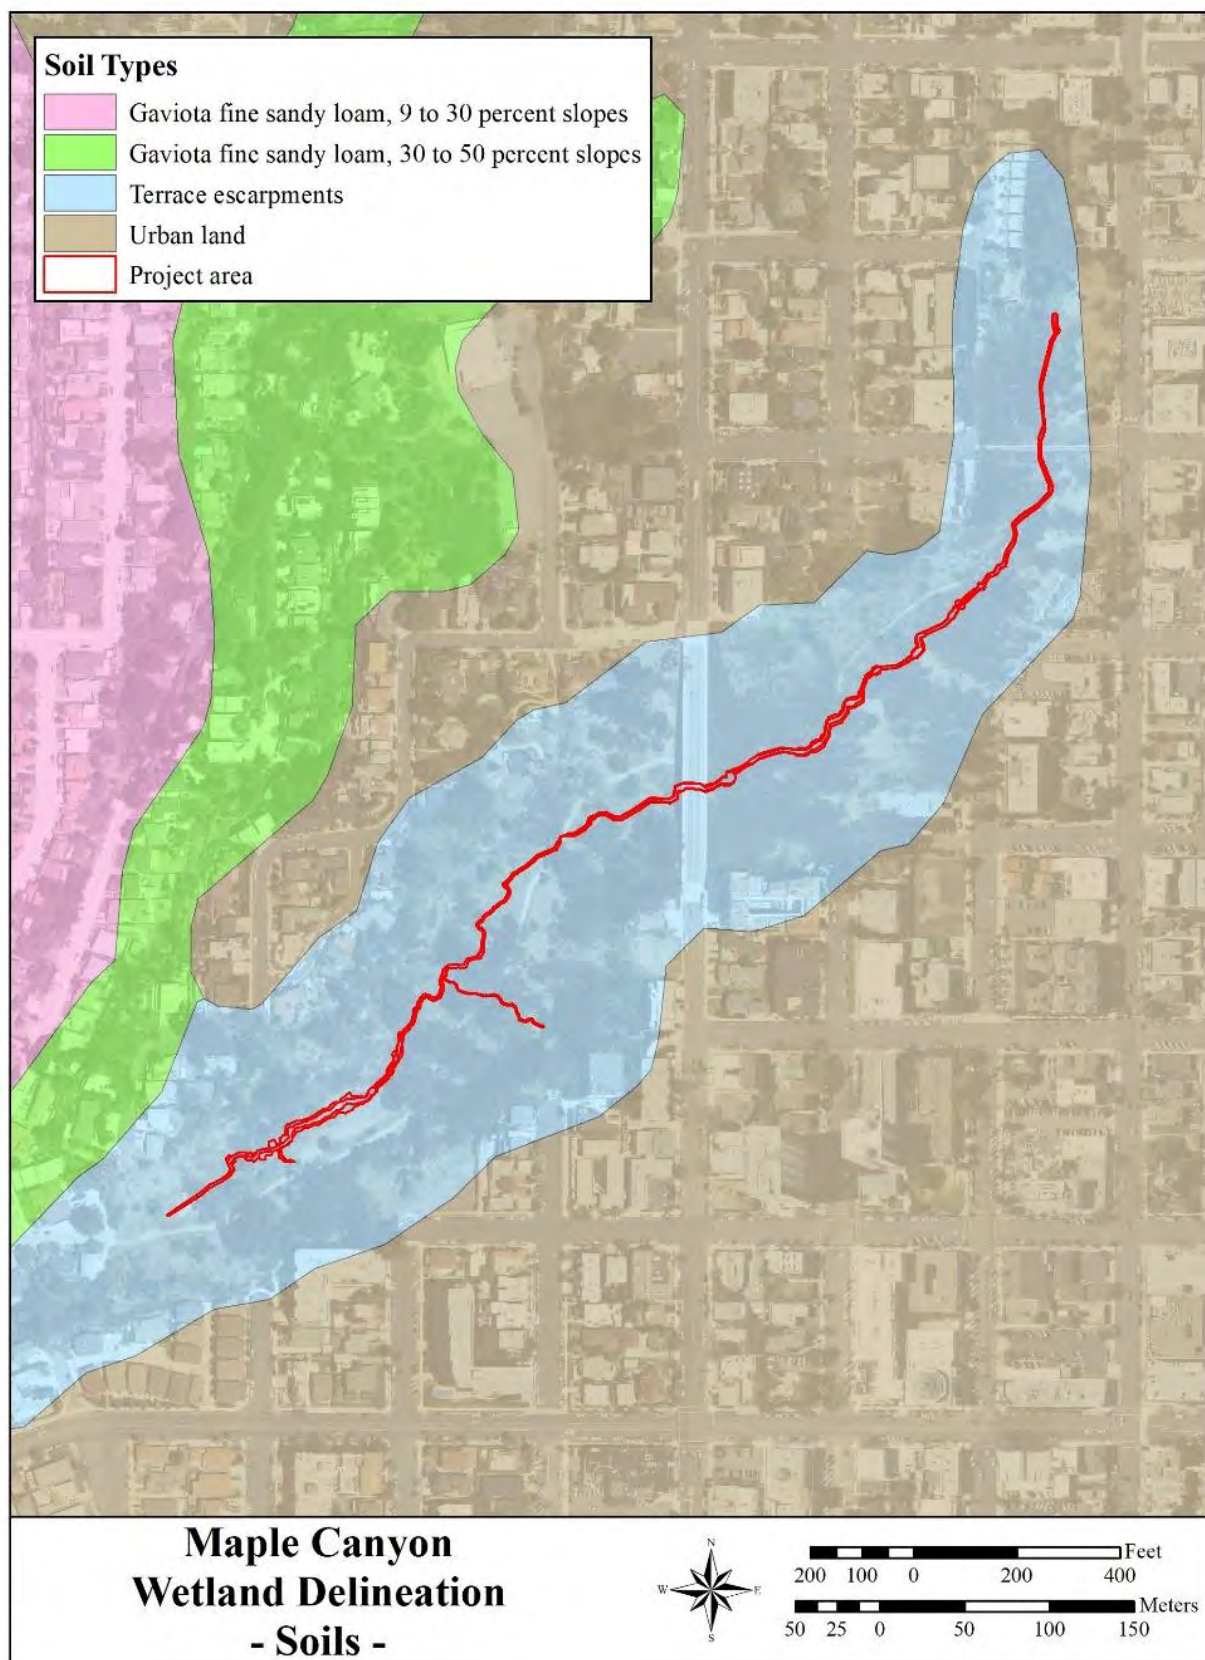 Soil Types
Gaviota fine sandy loam, 9 to 30 percent slopes
Gaviota fine sandy loam, 30 to 50 percent slopes
Terrace escarpments
Urban land
Project area
Maple Canyon
Wetland Delineation
- Soils -
N
W E
S
Feet
200 100 0 200 400
Meters
50 25 0 50 100 150